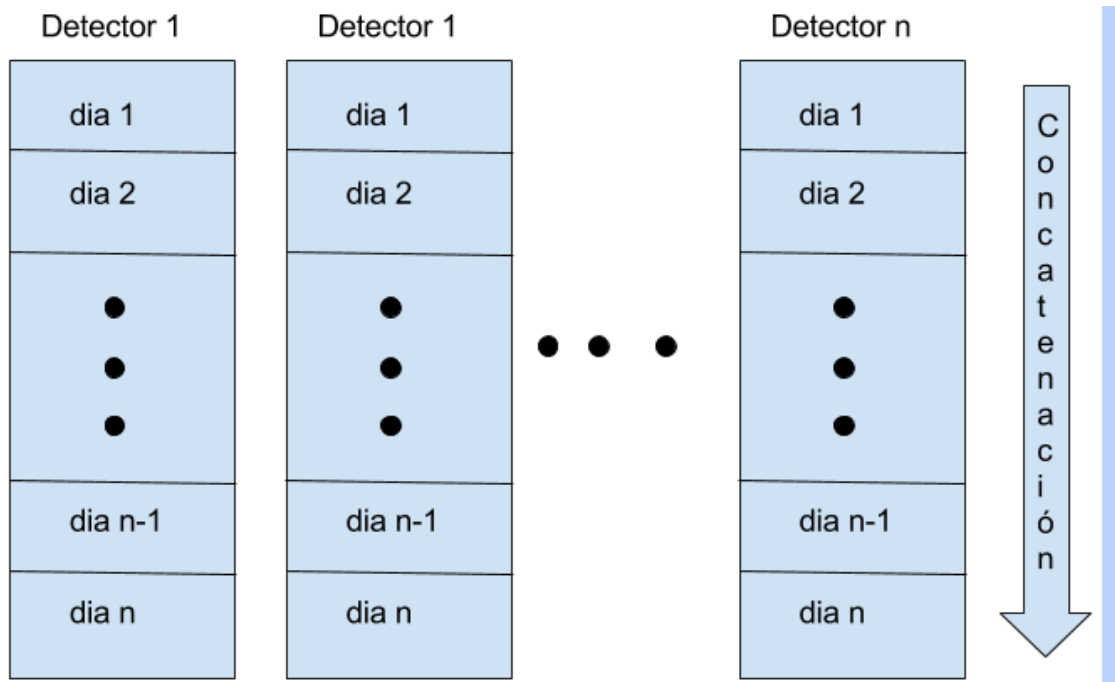 Detector 1
dia 1
dia 2
dia n-1
dia n
Detector 1
dia 1
dia 2
dia n-1
dia n
Detector n
dia 1
dia 2
dia n-1
dia n
Concatenación